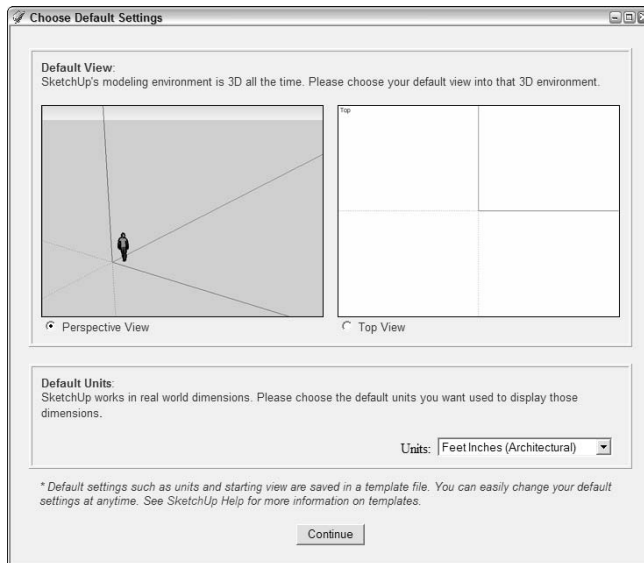 Choose Default Settings
Default View:
SketchUp's modeling environment is 3D all the time. Please choose your default view into that 3D environment.
Top
Perspective View
Top View
Default Units:
SketchUp works in real world dimensions. Please choose the default units you want used to display those
dimensions.
Units: Feet Inches (Architectural)
* Default settings such as units and starting view are saved in a template file. You can easily change your default
settings at anytime. See SketchUp Help for more information on templates.
Continue